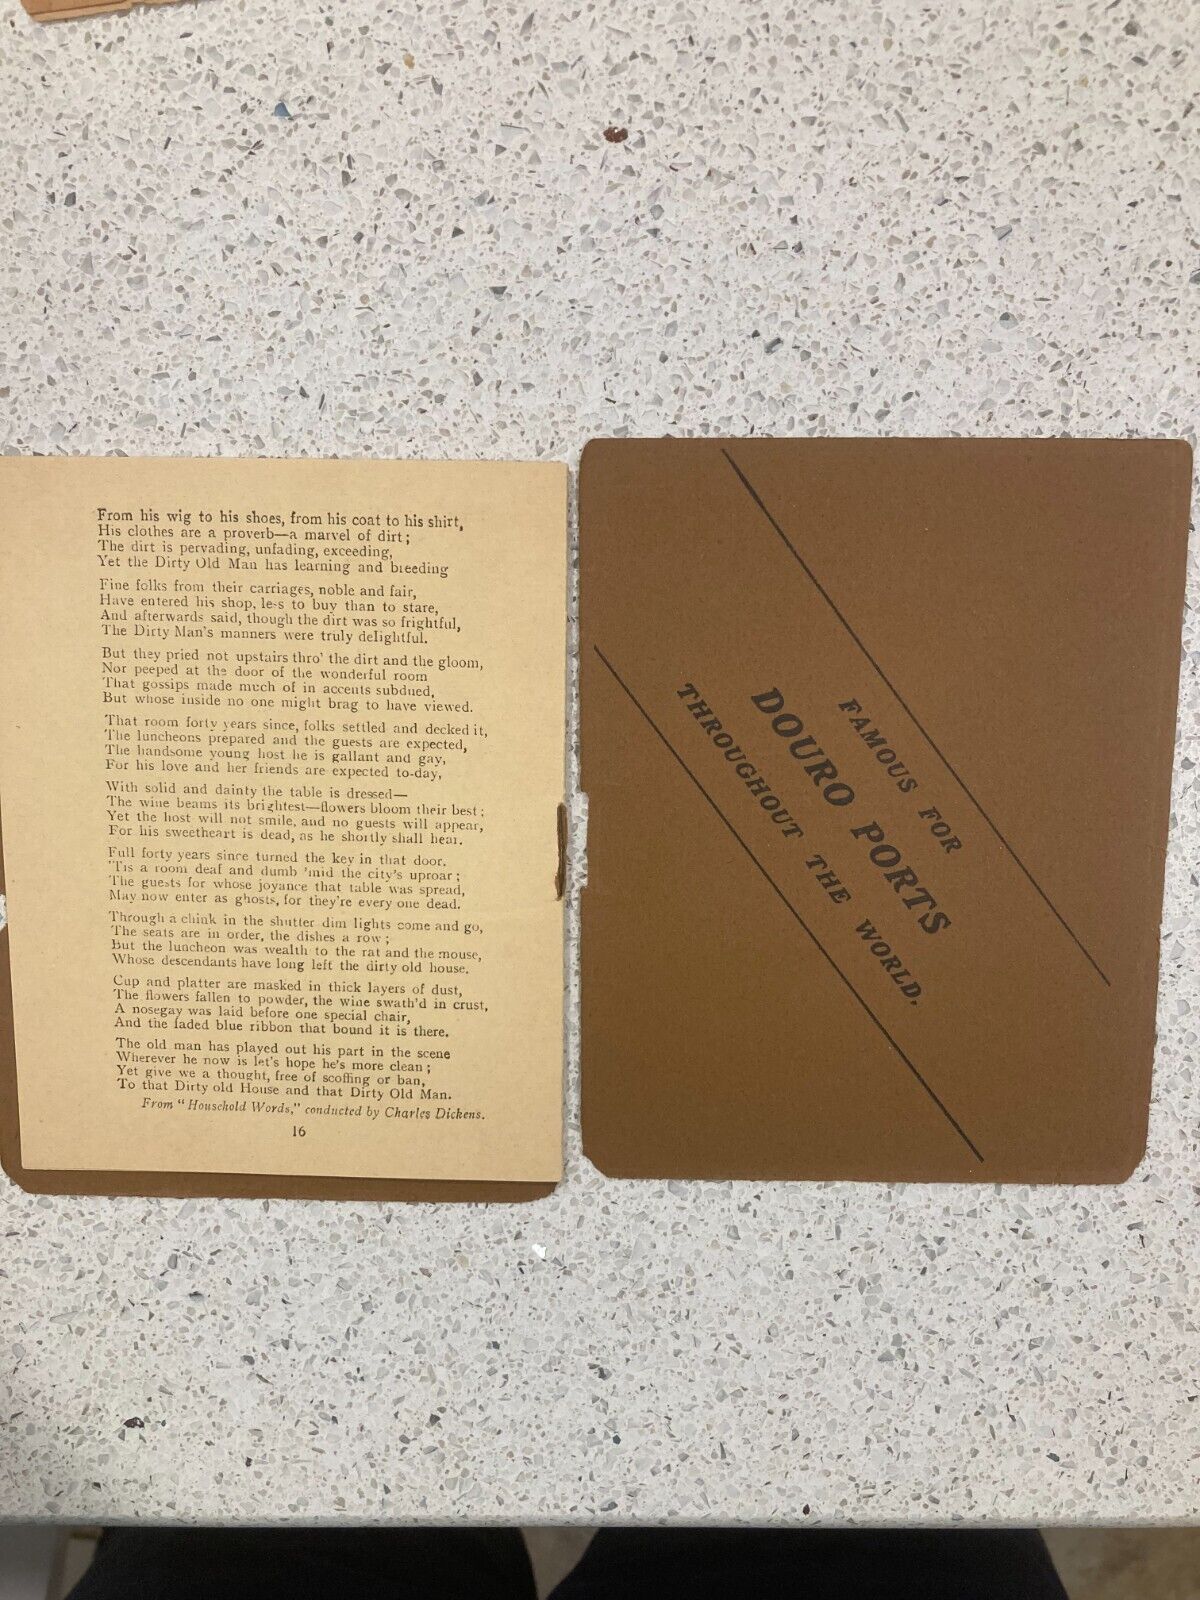 From his wig to his shoes, from his coat to his shirt,
His clothes are a proverb—a marvel of dirt;
The dirt is pervading, unfading, exceeding,
Yet the Dirty Old Man has learning and breeding
Fine folks from their carriages, noble and fair,
Have entered his shop, less to buy than to stare,
And afterwards said, though the dirt was so frightful,
The Dirty Man's manners were truly delightful.
But they pried not upstairs thro' the dirt and the gloom,
Nor peeped at the door of the wonderful room
That gossips made much of in accents subdued,
But whose inside no one might brag to have viewed.
That room forty years since, folks settled and decked it,
The luncheons prepared and the guests are expected,
The handsome young host he is gallant and gay,
For his love and her friends are expected to-day,
With solid and dainty the table is dressed—
The wine beams its brightest—flowers bloom their best;
Yet the host will not smile, and no guests will appear,
For his sweetheart is dead, as he shortly shall hear.
Full forty years since turned the key in that door.
'Tis a room deaf and dumb 'mid the city's uproar;
The guests for whose joyance that table was spread,
May now enter as ghosts, for they're every one dead.
Through a chink in the shutter dim lights come and go,
The seats are in order, the dishes a row;
But the luncheon was wealth to the rat and the mouse,
Whose descendants have long left the dirty old house.
Cup and platter are masked in thick layers of dust,
The flowers fallen to powder, the wine swath'd in crust,
A nosegay was laid before one special chair,
And the faded blue ribbon that bound it is there.
The old man has played out his part in the scene
Wherever he now is let's hope he's more clean;
Yet give we a thought, free of scoffing or ban,
To that Dirty old House and that Dirty Old Man.
From "Household Words," conducted by Charles Dickens.
16
FAMOUS FOR
DOURO PORTS
THROUGHOUT THE WORLD.